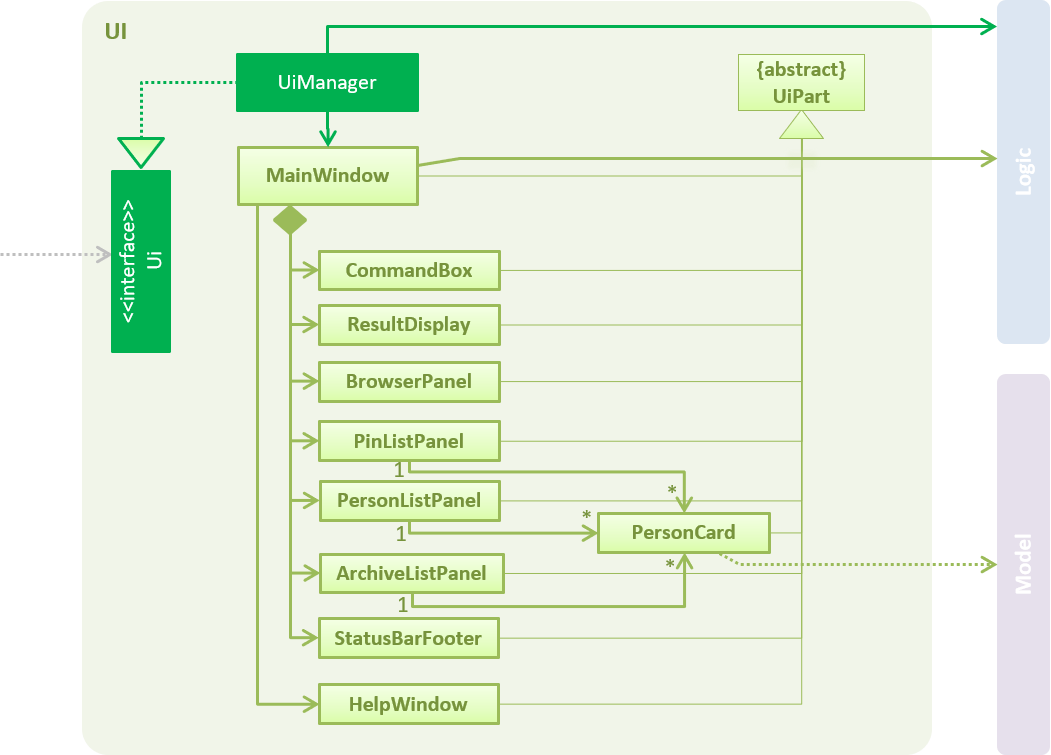 UI
UiManager
{abstract}
UiPart
MainWindow
Logic
<<interface>>
Ui
CommandBox
ResultDisplay
BrowserPanel
PinListPanel
1
*
PersonListPanel
*
1
PersonCard
Model
ArchiveListPanel
*
1
StatusBarFooter
HelpWindow